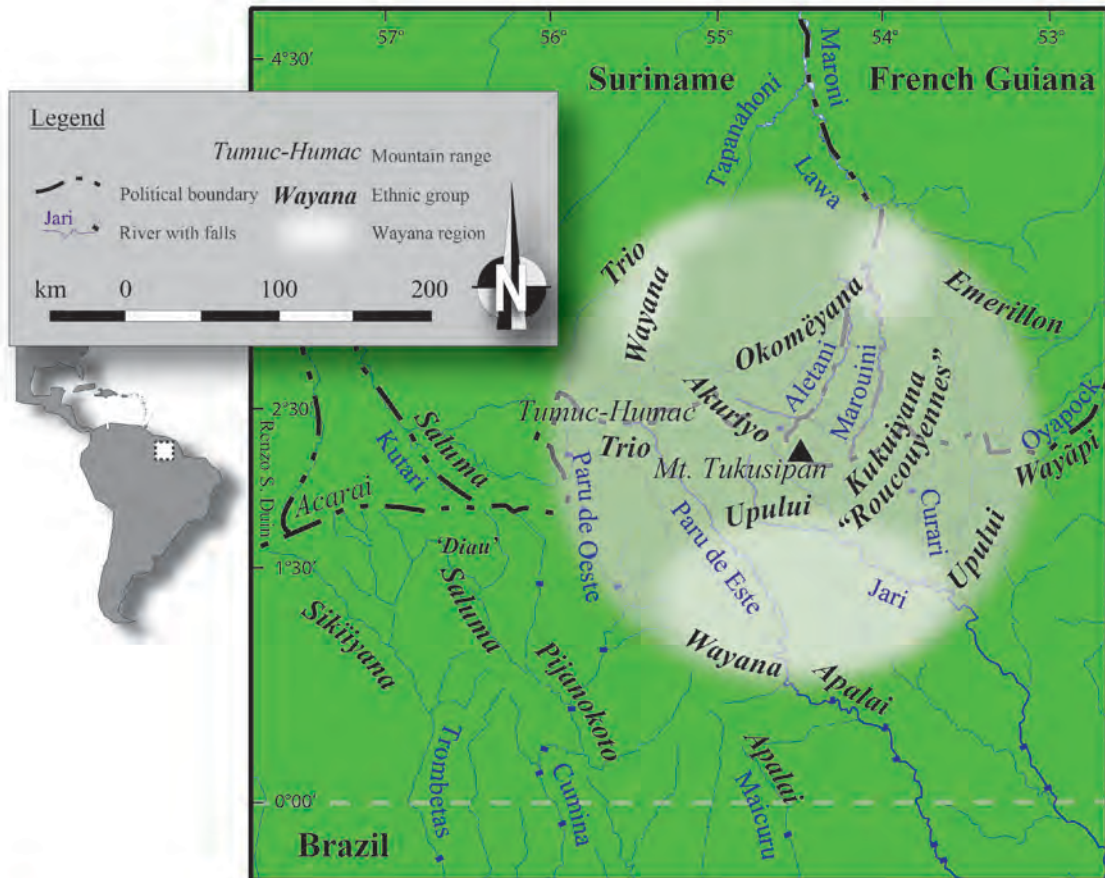 57°
56°
55°
54°
53°
52°
4°30'
Suriname
French Guiana
Maroni
Tapanahoni
Lawa
Legend
Tumuc-Humac Mountain range
Political boundary
Wayana Ethnic group
Jari
River with falls
Wayana region
km 0 100 200
N
Trio
Wayana
Emerillon
Okomëyana
Aletani
Marouini
Akuriyo
2°30'
Tumuc-Humac
Trio
Kukuiyana
"Roucouyennes"
Oyapock
Wayãpi
Saluma
Kutari
Mt. Tukusipan
Renzo S. Duin
Acarai
Paru de Oeste
Upului
Curari
'Diau'
Paru de Este
Upului
1°30'
Saluma
Jari
Sikiiyana
Wayana
Apalai
Pijanokoto
Trombetas
Cumina
Apalai
Maicuru
0°00'
Brazil